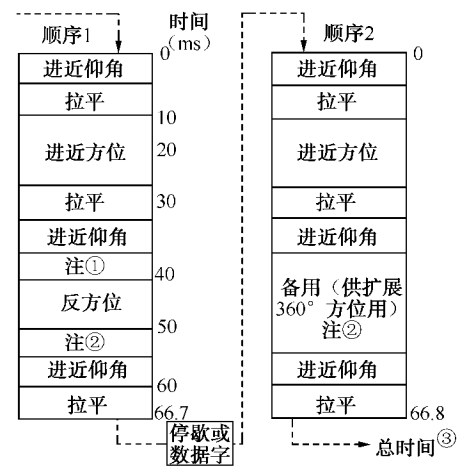 顺序1
时间
(ms)
0
进近仰角
拉平
10
进近方位
20
拉平
30
进近仰角
注①
40
反方位
50
注②
进近仰角
60
拉平
66.7
停歇或
数据字
顺序2
0
进近仰角
拉平
进近方位
拉平
进近仰角
备用(供扩展
360°方位用)
注②
进近仰角
拉平
66.8
总时间③